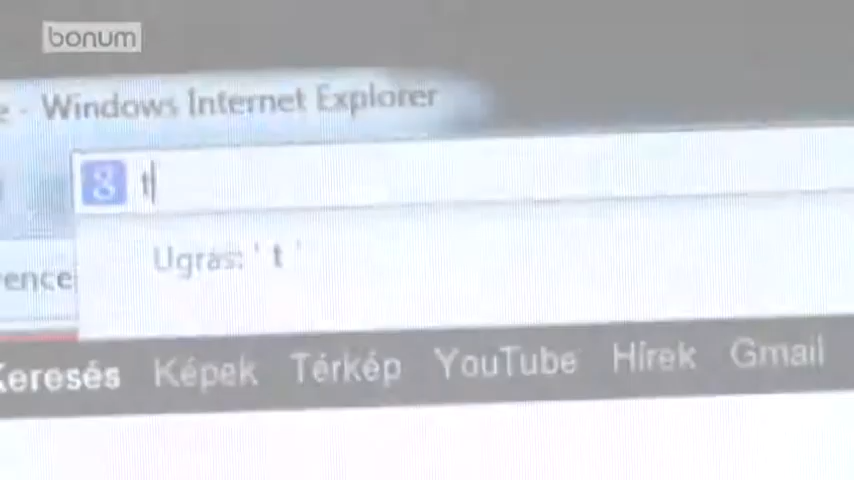 bonum
- Windows Internet Explorer
t
Ugrás: ' t '
Keresés Képek Térkép YouTube Hírek Gmail